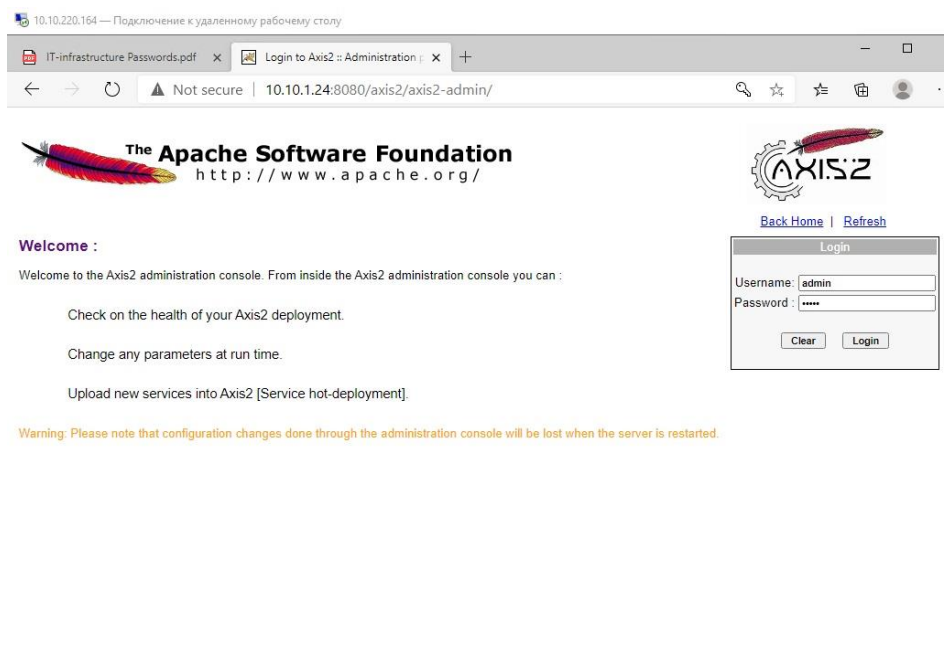 10.10.220.164 — Подключение к удаленному рабочему столу
IT-infrastructure Passwords.pdf
Login to Axis2 :: Administration p
Not secure | 10.10.1.24:8080/axis2/axis2-admin/
The Apache Software Foundation
http://www.apache.org/
AXIS2
Back Home | Refresh
Welcome :
Login
Welcome to the Axis2 administration console. From inside the Axis2 administration console you can :
Username: admin
Password : •••••
Check on the health of your Axis2 deployment.
Clear Login
Change any parameters at run time.
Upload new services into Axis2 [Service hot-deployment].
Warning: Please note that configuration changes done through the administration console will be lost when the server is restarted.